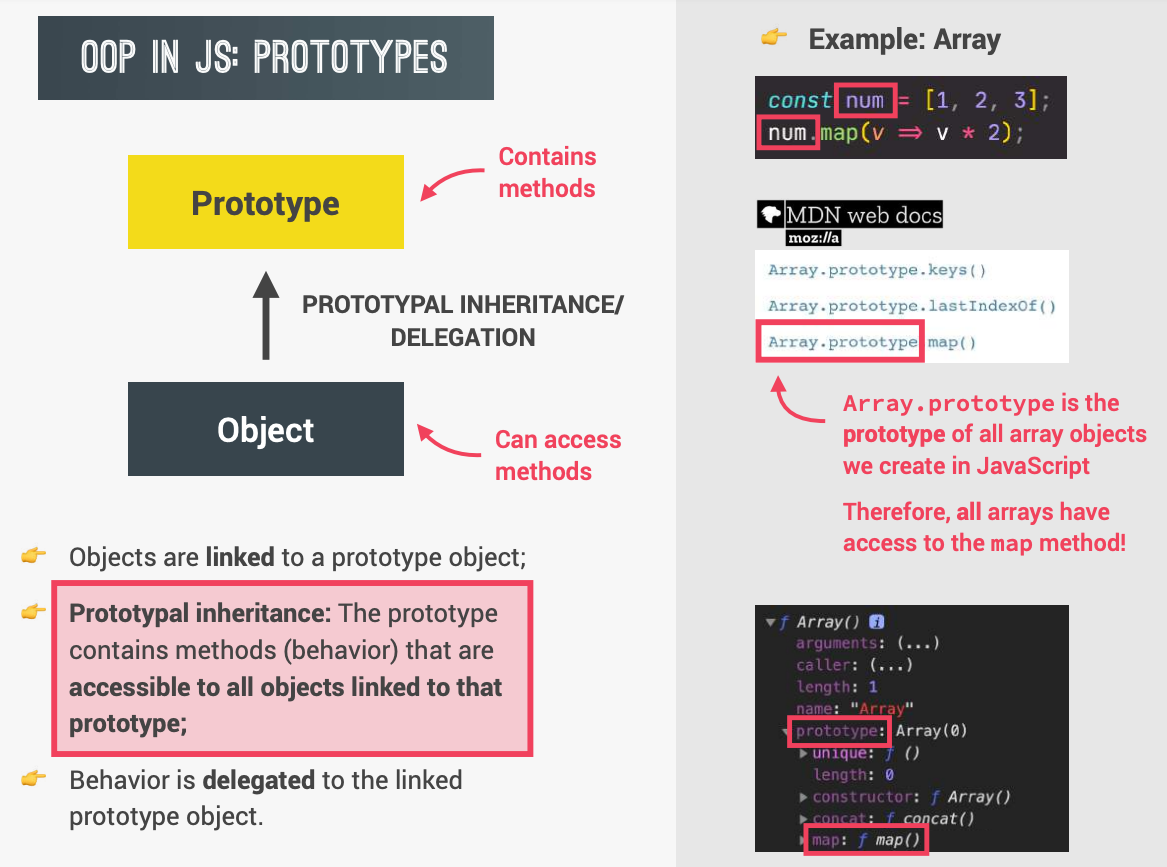 OOP IN JS: PROTOTYPES
Prototype
Contains
methods
PROTOTYPAL INHERITANCE/
DELEGATION
Object
Can access
methods
👉 Objects are linked to a prototype object;
👉 Prototypal inheritance: The prototype
contains methods (behavior) that are
accessible to all objects linked to that
prototype;
👉 Behavior is delegated to the linked
prototype object.
👉 Example: Array
const num = [1, 2, 3];
num.map(v => v * 2);
MDN web docs
moz://a
Array.prototype.keys()
Array.prototype.lastIndexOf()
Array.prototype.map()
Array.prototype is the
prototype of all array objects
we create in JavaScript
Therefore, all arrays have
access to the map method!
▼ƒ Array() i
arguments: (...)
caller: (...)
length: 1
name: "Array"
▼prototype: Array(0)
▶unique: ƒ ()
length: 0
▶constructor: ƒ Array()
▶concat: ƒ concat()
▶map: ƒ map()